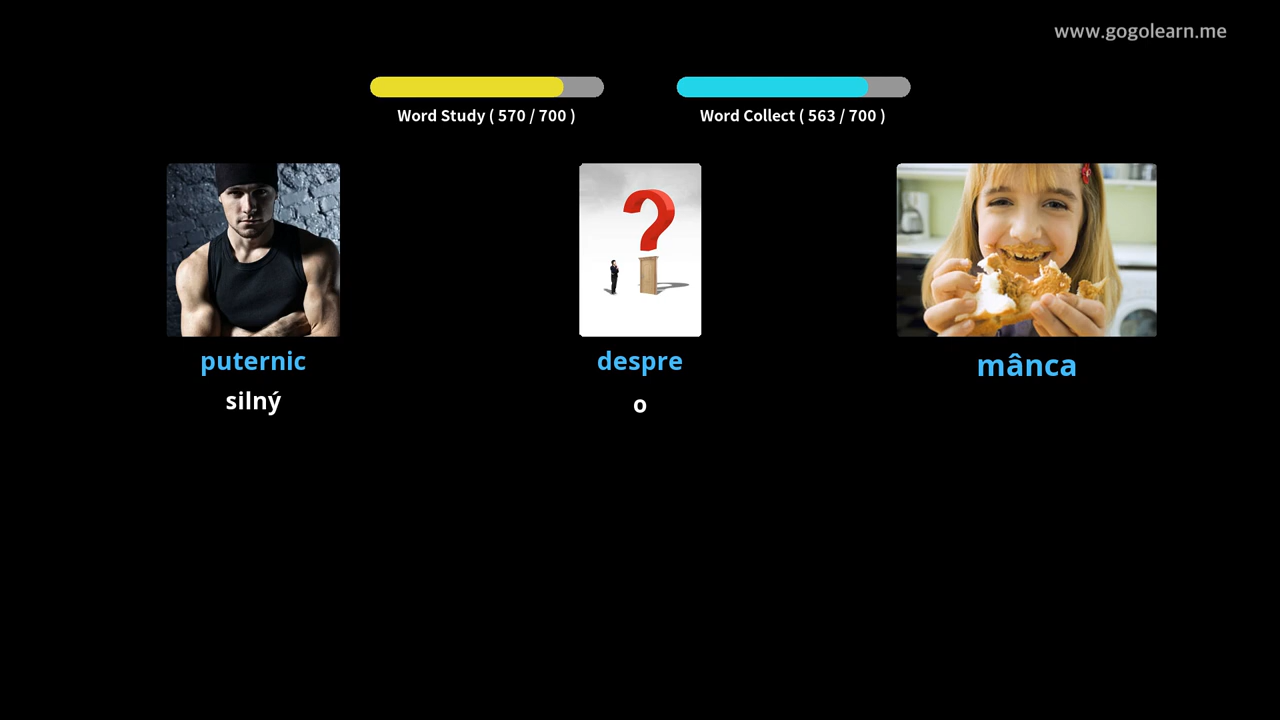 www.gogolearn.me
Word Study ( 570 / 700 )
Word Collect ( 563 / 700 )
puternic
silný
despre
o
mânca